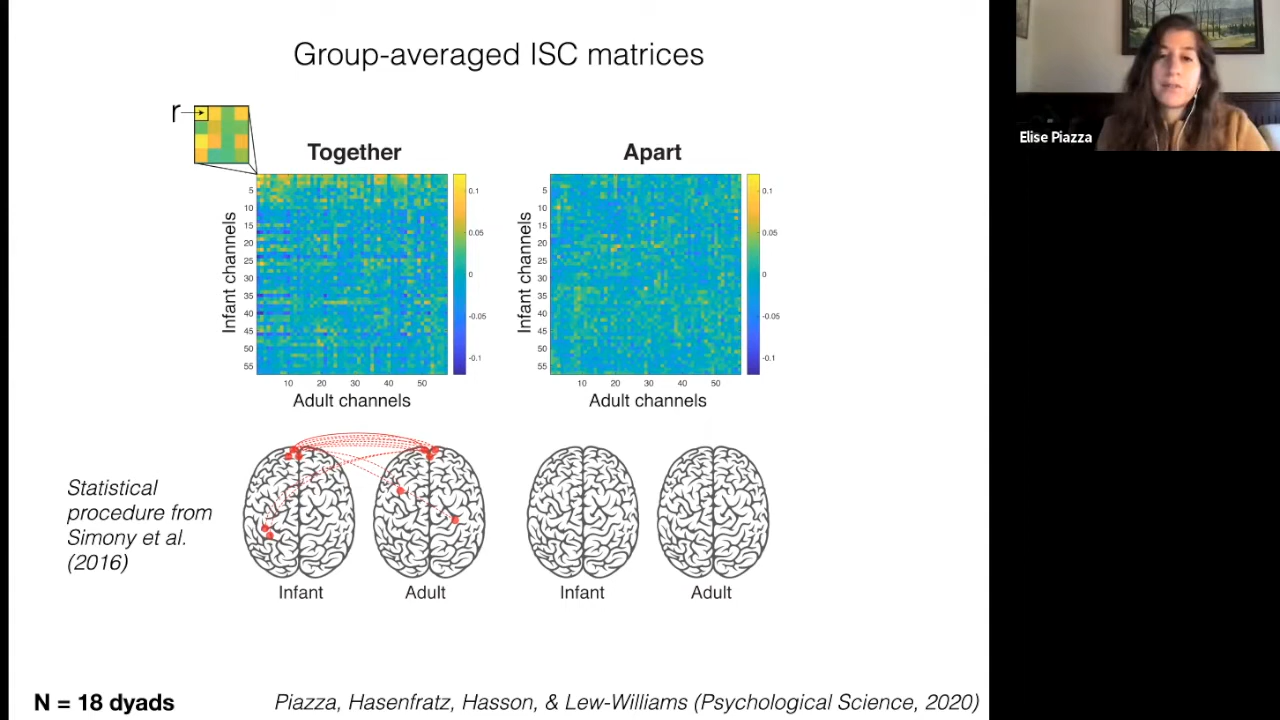 Group-averaged ISC matrices
r
Together
Apart
Infant channels
5
10
15
20
25
30
35
40
45
50
55
10 20 30 40 50
Adult channels
0.1
0.05
0
-0.05
-0.1
Infant channels
5
10
15
20
25
30
35
40
45
50
55
10 20 30 40 50
Adult channels
0.1
0.05
0
-0.05
-0.1
Statistical
procedure from
Simony et al.
(2016)
Infant
Adult
Infant
Adult
N = 18 dyads
Piazza, Hasenfratz, Hasson, & Lew-Williams (Psychological Science, 2020)
Elise Piazza